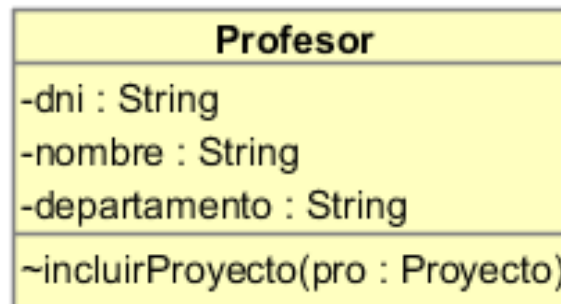 Profesor
-dni : String
-nombre : String
-departamento : String
~incluirProyecto(pro : Proyecto)